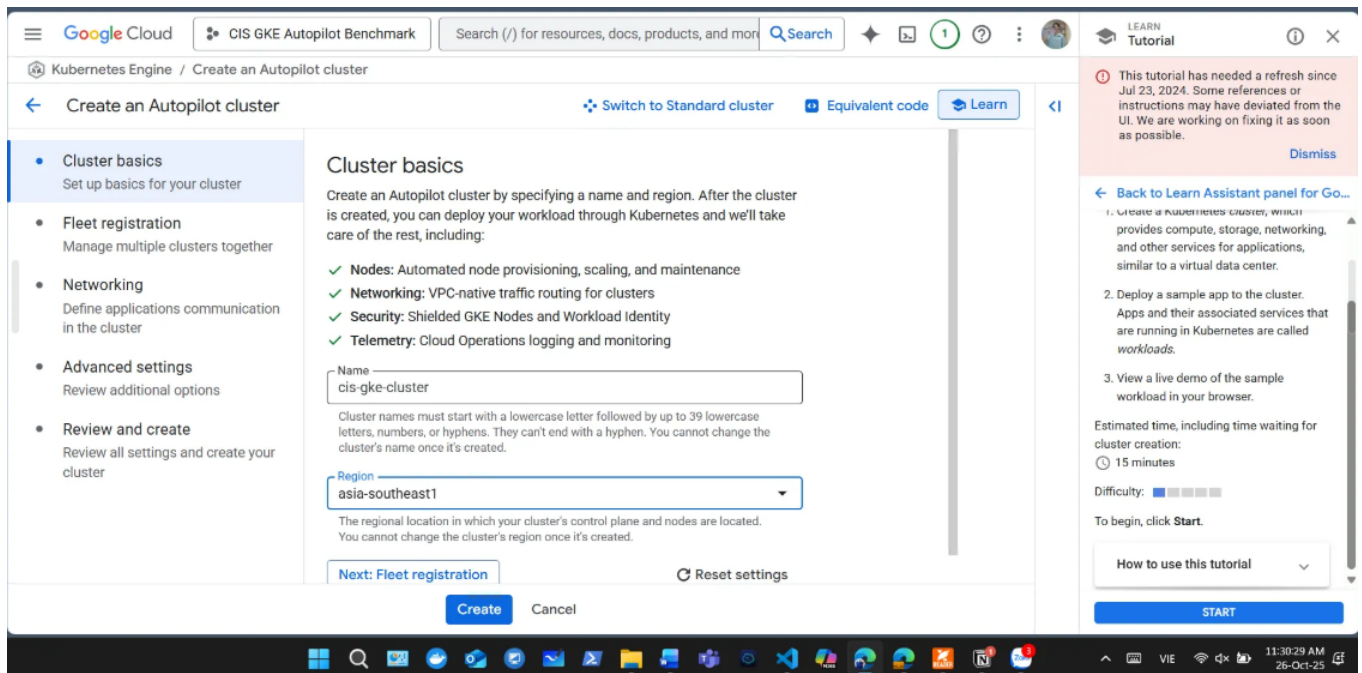 Google Cloud
CIS GKE Autopilot Benchmark
Search (/) for resources, docs, products, and more
Search
1
Kubernetes Engine / Create an Autopilot cluster
Create an Autopilot cluster
Switch to Standard cluster
Equivalent code
Learn
Cluster basics
Set up basics for your cluster
Fleet registration
Manage multiple clusters together
Networking
Define applications communication
in the cluster
Advanced settings
Review additional options
Review and create
Review all settings and create your
cluster
Cluster basics
Create an Autopilot cluster by specifying a name and region. After the cluster
is created, you can deploy your workload through Kubernetes and we'll take
care of the rest, including:
Nodes: Automated node provisioning, scaling, and maintenance
Networking: VPC-native traffic routing for clusters
Security: Shielded GKE Nodes and Workload Identity
Telemetry: Cloud Operations logging and monitoring
Name
cis-gke-cluster
Cluster names must start with a lowercase letter followed by up to 39 lowercase
letters, numbers, or hyphens. They can't end with a hyphen. You cannot change the
cluster's name once it's created.
Region
asia-southeast1
The regional location in which your cluster's control plane and nodes are located.
You cannot change the cluster's region once it's created.
Next: Fleet registration
Reset settings
Create
Cancel
LEARN
Tutorial
This tutorial has needed a refresh since
Jul 23, 2024. Some references or
instructions may have deviated from the
UI. We are working on fixing it as soon
as possible.
Dismiss
Back to Learn Assistant panel for Go...
1. Create a Kubernetes cluster, which
provides compute, storage, networking,
and other services for applications,
similar to a virtual data center.
2. Deploy a sample app to the cluster.
Apps and their associated services that
are running in Kubernetes are called
workloads.
3. View a live demo of the sample
workload in your browser.
Estimated time, including time waiting for
cluster creation:
15 minutes
Difficulty:
To begin, click Start.
How to use this tutorial
START
VIE
11:30:29 AM
26-Oct-25